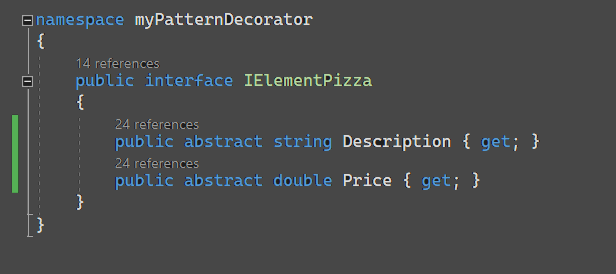 namespace myPatternDecorator
{
14 references
public interface IElementPizza
{
24 references
public abstract string Description { get; }
24 references
public abstract double Price { get; }
}
}